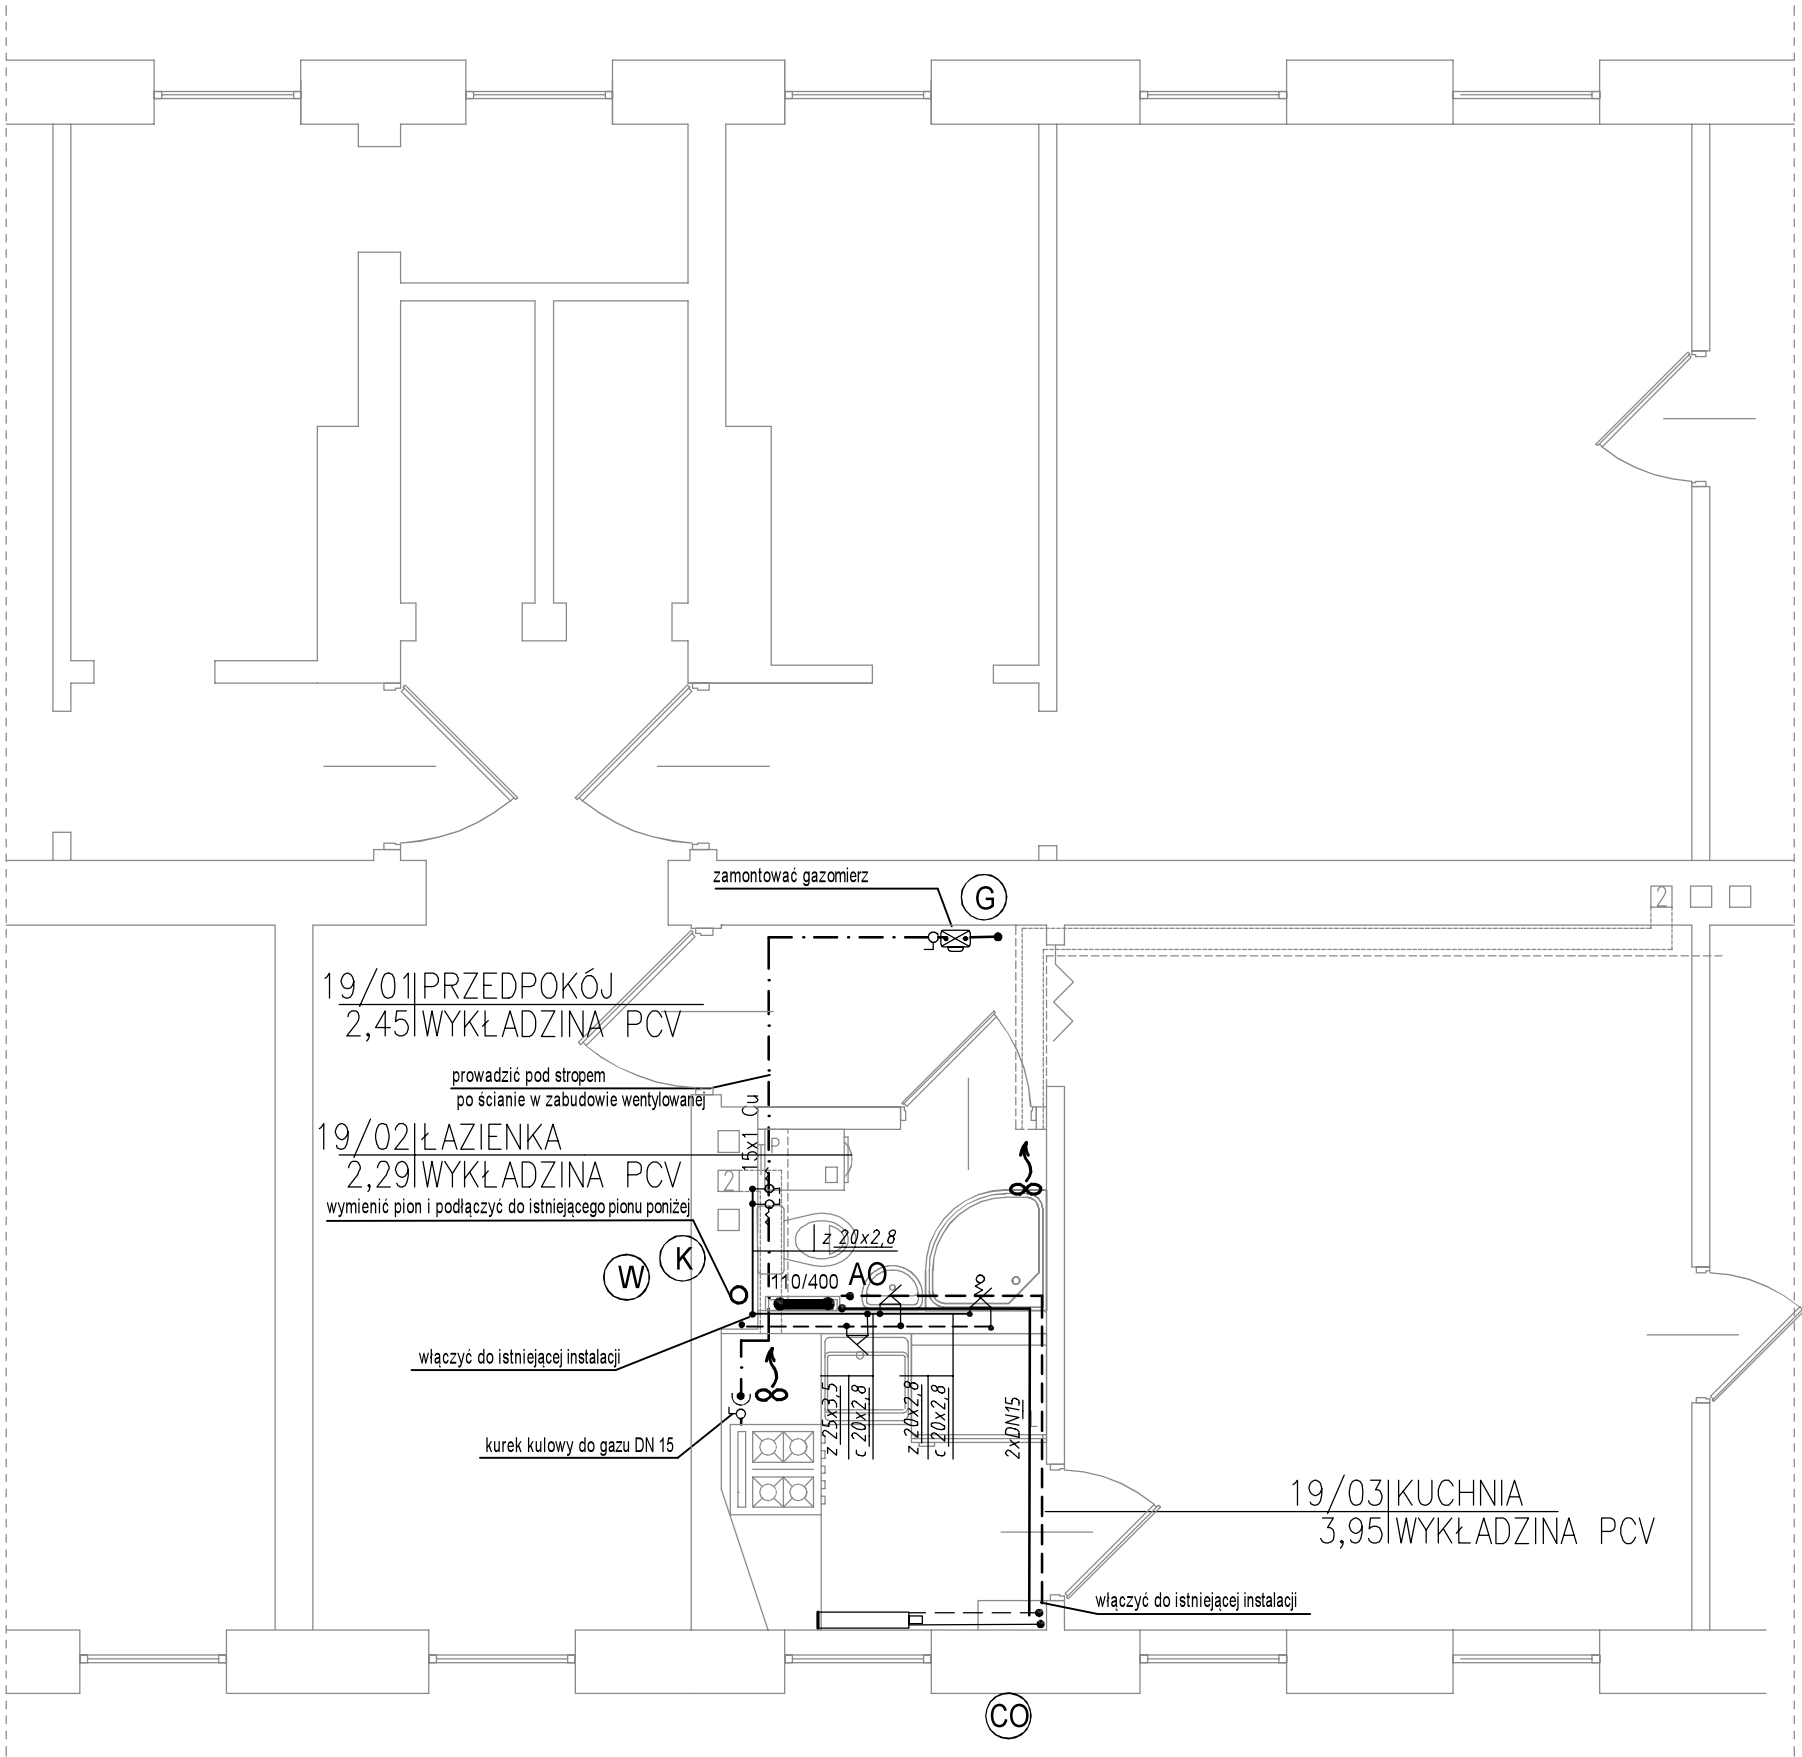 zamontować gazomierz
G
2
19/01 PRZEDPOKÓJ
2,45 WYKŁADZINA PCV
prowadzić pod stropem
po ścianie w zabudowie wentylowanej
15x1 Cu
19/02 ŁAZIENKA
2,29 WYKŁADZINA PCV
P
2
wymienić pion i podłączyć do istniejącego pionu poniżej
z 20x2,8
K
W
110/400 AO
włączyć do istniejącej instalacji
z 25x3,5
c 20x2,8
z 20x2,8
c 20x2,8
2xDN15
kurek kulowy do gazu DN 15
19/03 KUCHNIA
3,95 WYKŁADZINA PCV
włączyć do istniejącej instalacji
CO